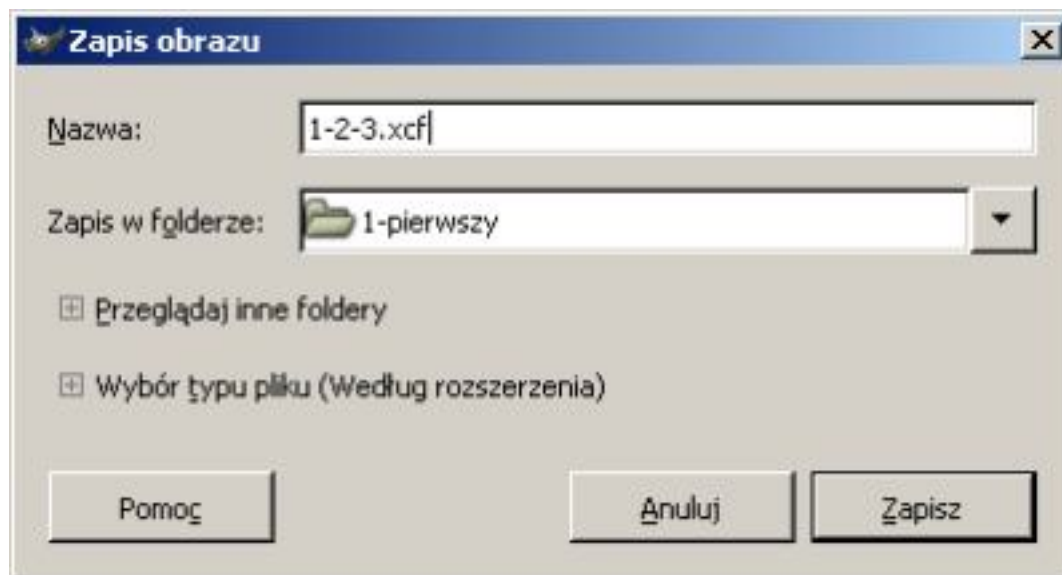 Zapis obrazu
Nazwa: 1-2-3.xcf
Zapis w folderze: 1-pierwszy
Przeglądaj inne foldery
Wybór typu pliku (Według rozszerzenia)
Pomoc Anuluj Zapisz